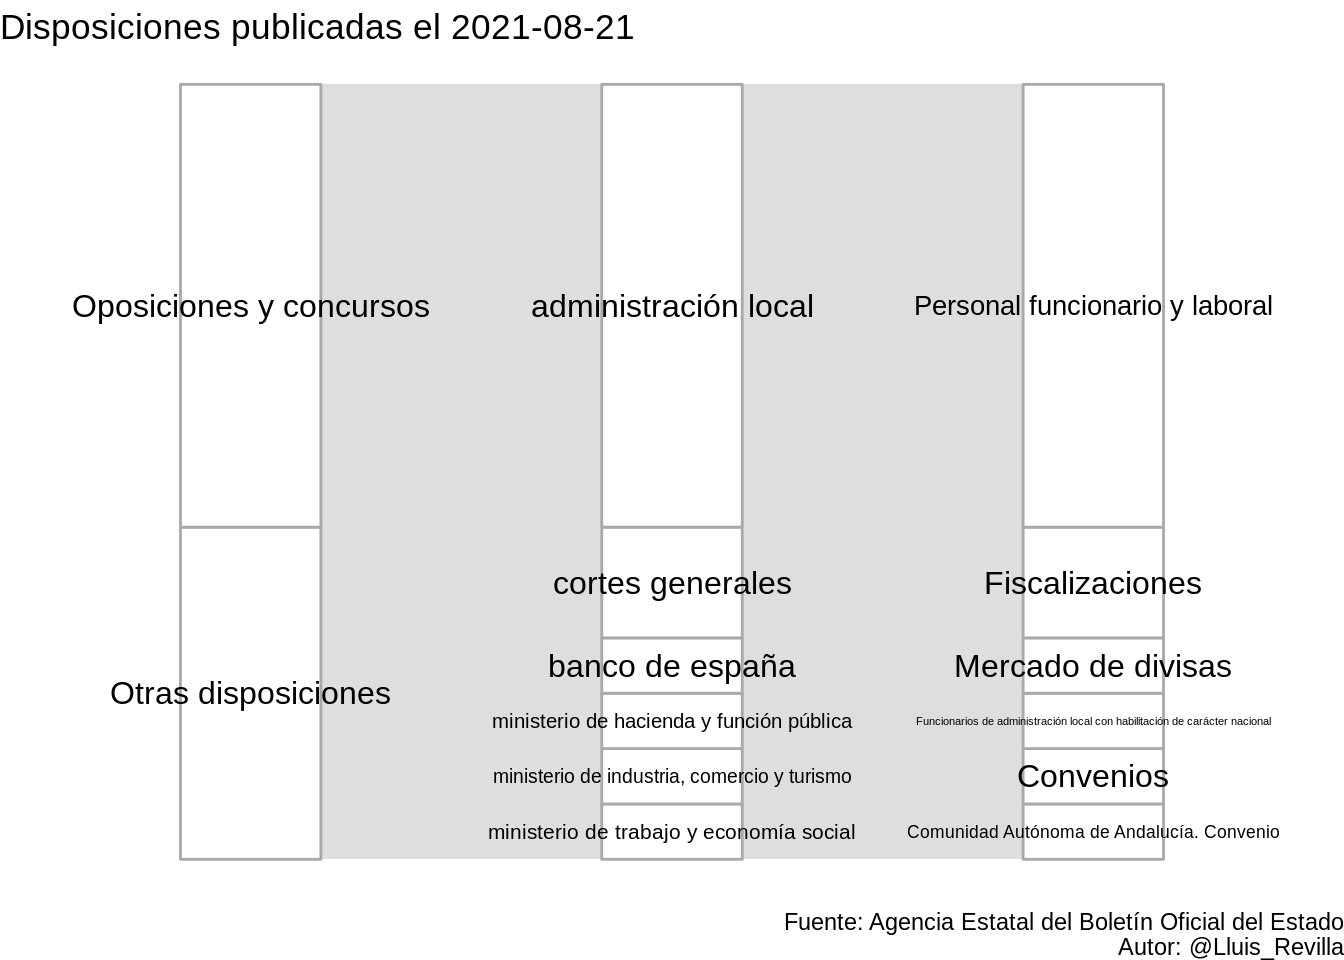 Disposiciones publicadas el 2021-08-21
Oposiciones y concursos
administración local
Personal funcionario y laboral
cortes generales
Fiscalizaciones
banco de españa
Mercado de divisas
Otras disposiciones
ministerio de hacienda y función pública
Funcionarios de administración local con habilitación de carácter nacional
ministerio de industria, comercio y turismo
Convenios
ministerio de trabajo y economía social
Comunidad Autónoma de Andalucía. Convenio
Fuente: Agencia Estatal del Boletín Oficial del Estado
Autor: @Lluis_Revilla